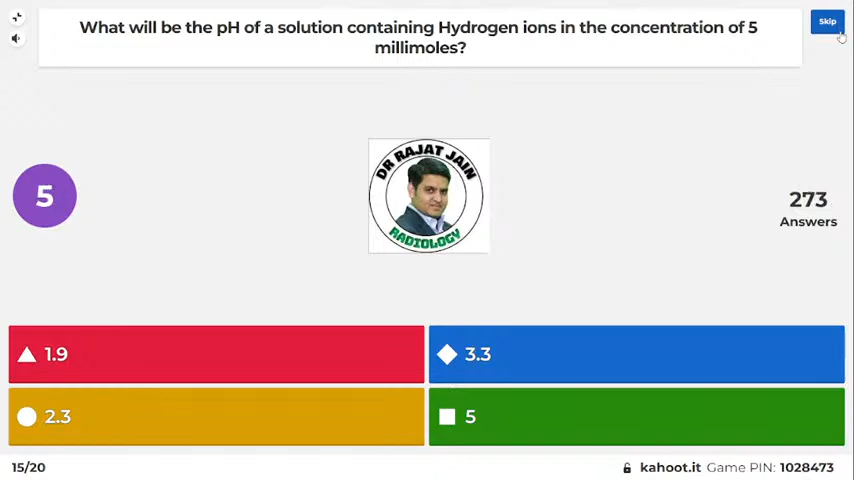 What will be the pH of a solution containing Hydrogen ions in the concentration of 5
millimoles?
Skip
5
DR RAJAT JAIN
RADIOLOGY
273
Answers
1.9
3.3
2.3
5
15/20
kahoot.it Game PIN: 1028473